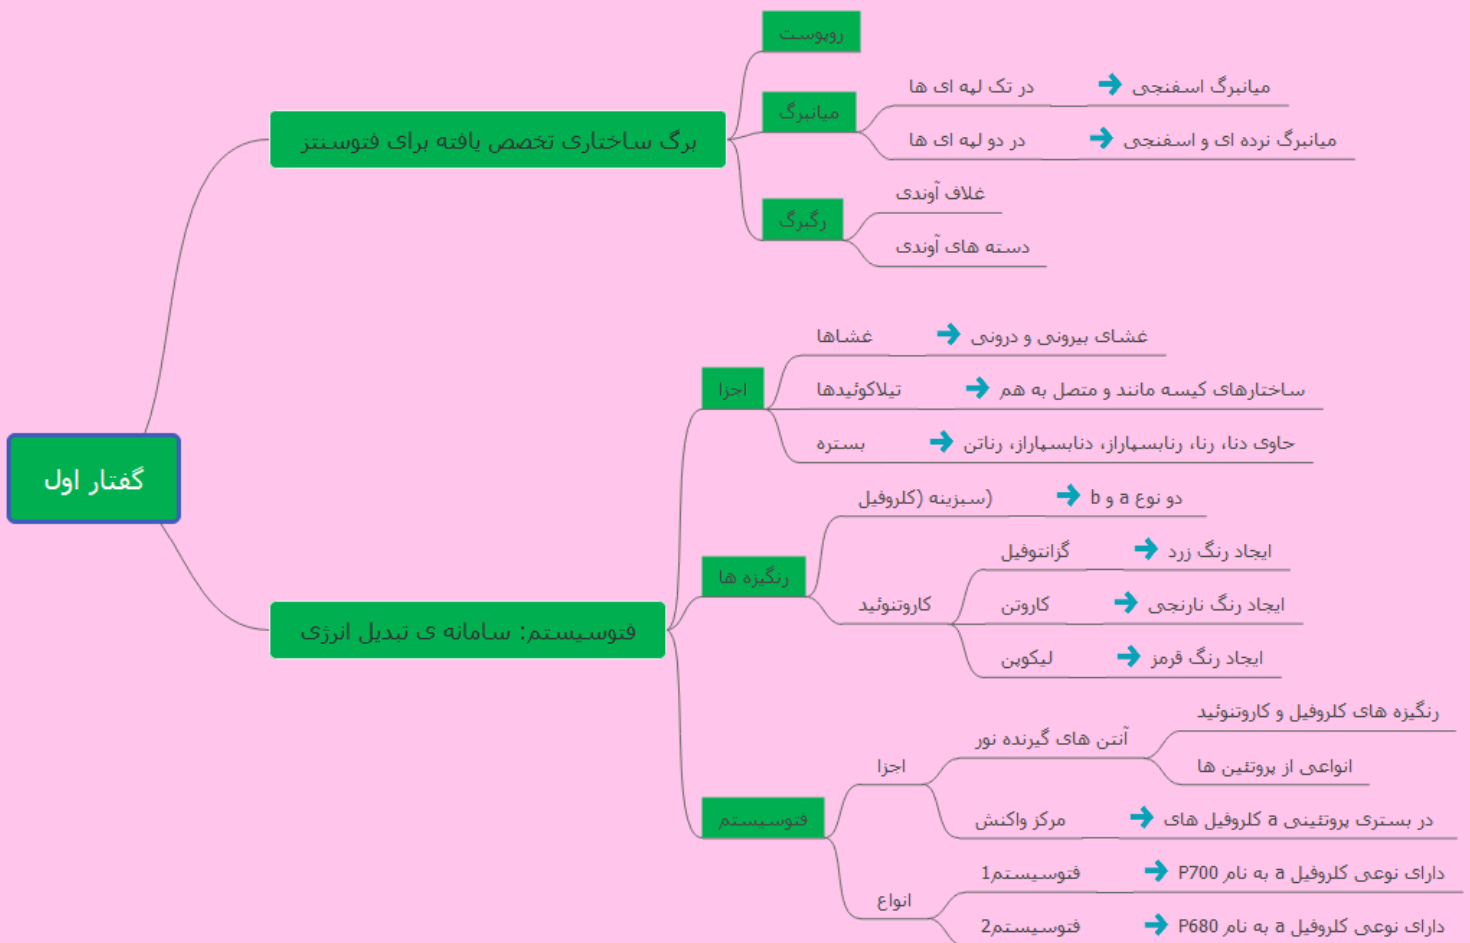 گفتار اول
برگ ساختاری تخصص یافته برای فتوسنتز
روپوست
میانبرگ
در تک لپه ای ها
میانبرگ اسفنجی
در دو لپه ای ها
میانبرگ نرده ای و اسفنجی
رگبرگ
غلاف آوندی
دسته های آوندی
فتوسیستم: سامانه ی تبدیل انرژی
اجزا
غشاها
غشای بیرونی و درونی
تیلاکوئیدها
ساختارهای کیسه مانند و متصل به هم
بستره
حاوی دنا، رنا، رنابسپاراز، دنابسپاراز، رناتن
رنگیزه ها
(سبزینه (کلروفیل
دو نوع a و b
کاروتنوئید
گزانتوفیل
ایجاد رنگ زرد
کاروتن
ایجاد رنگ نارنجی
لیکوپن
ایجاد رنگ قرمز
فتوسیستم
اجزا
آنتن های گیرنده نور
رنگیزه های کلروفیل و کاروتنوئید
انواعی از پروتئین ها
مرکز واکنش
در بستری پروتئینی a کلروفیل های
انواع
فتوسیستم1
دارای نوعی کلروفیل a به نام P700
فتوسیستم2
دارای نوعی کلروفیل a به نام P680